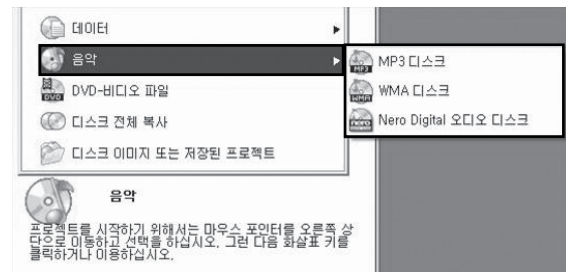 데이터
음악
DVD-비디오 파일
디스크 전체 복사
디스크 이미지 또는 저장된 프로젝트
MP3 디스크
WMA 디스크
Nero Digital 오디오 디스크
음악
프로젝트를 시작하기 위해서는 마우스 포인터를 오른쪽 상
단으로 이동하고 선택을 하십시오. 그런 다음 화살표 키를
클릭하거나 이용하십시오.